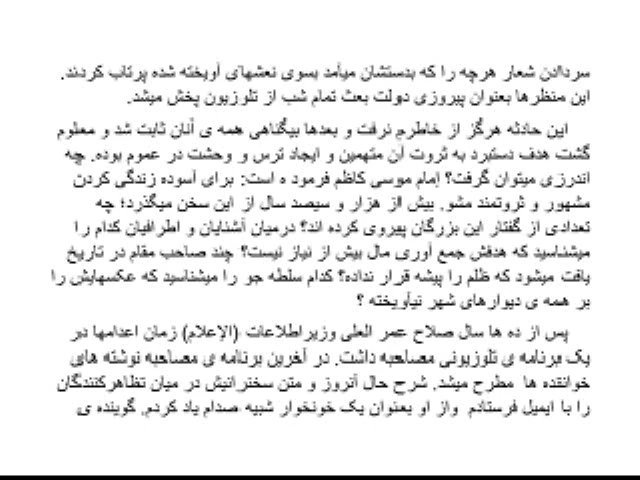 سردادن شعار هرچه را که بدستشان میآمد بسوی نعشهای آویخته شده پرتاب کردند.
این منظرها بعنوان پیروزی دولت بعث تمام شب از تلوزیون پخش میشد.
این حادثه هرگز از خاطرم نرفت و بعدها بیگناهی همه ی آنان ثابت شد و معلوم
گشت هدف دستبرد به ثروت آن متهمین و ایجاد ترس و وحشت در عموم بوده. چه
اندرزی میتوان گرفت؟ إمام موسی کاظم فرمود ه است: برای آسوده زندگی کردن
مشهور و ثروتمند مشو. بیش از هزار و سیصد سال از این سخن میگذرد؛ چه
تعدادی از گفتار این بزرگان پیروی کرده اند؟ درمیان آشنایان و اطرافیان کدام را
میشناسید که هدفش جمع آوری مال بیش از نیاز نیست؟ چند صاحب مقام در تاریخ
یافت میشود که ظلم را پیشه قرار نداده؟ کدام سلطه جو را میشناسید که عکسهایش را
بر همه ی دیوارهای شهر نیآویخته ؟
پس از ده ها سال صلاح عمر العلی وزیراطلاعات (الإعلام) زمان اعدامها در
یک برنامه ی تلوزیونی مصاحبه داشت. در آخرین برنامه ی مصاحبه نوشته های
خوانقده ها مطرح میشد. شرح حال آنروز و متن سخنرانیش در میان تظاهرکنندگان
را با ایمیل فرستادم واز او بعنوان یک خونخوار شبیه صدام یاد کردم. گوینده ی